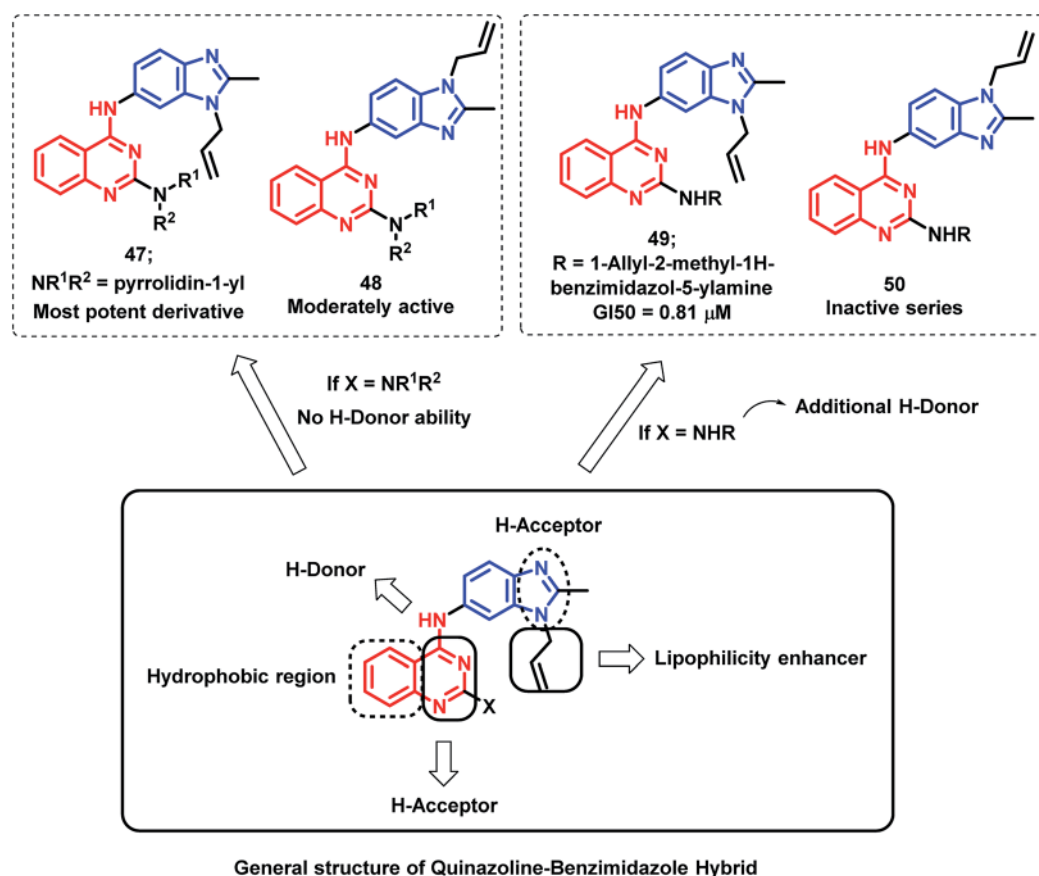 N
N
HN
N
N
N
R¹
R²
47;
NR¹R² = pyrrolidin-1-yl
Most potent derivative
N
N
HN
N
N
N
R¹
R²
48
Moderately active
N
N
HN
N
N
NHR
49;
R = 1-Allyl-2-methyl-1H-
benzimidazol-5-ylamine
GI50 = 0.81 μM
N
N
HN
N
N
NHR
50
Inactive series
If X = NR¹R²
No H-Donor ability
If X = NHR
Additional H-Donor
H-Acceptor
H-Donor
N
N
HN
Hydrophobic region
N
N
X
Lipophilicity enhancer
H-Acceptor
General structure of Quinazoline-Benzimidazole Hybrid